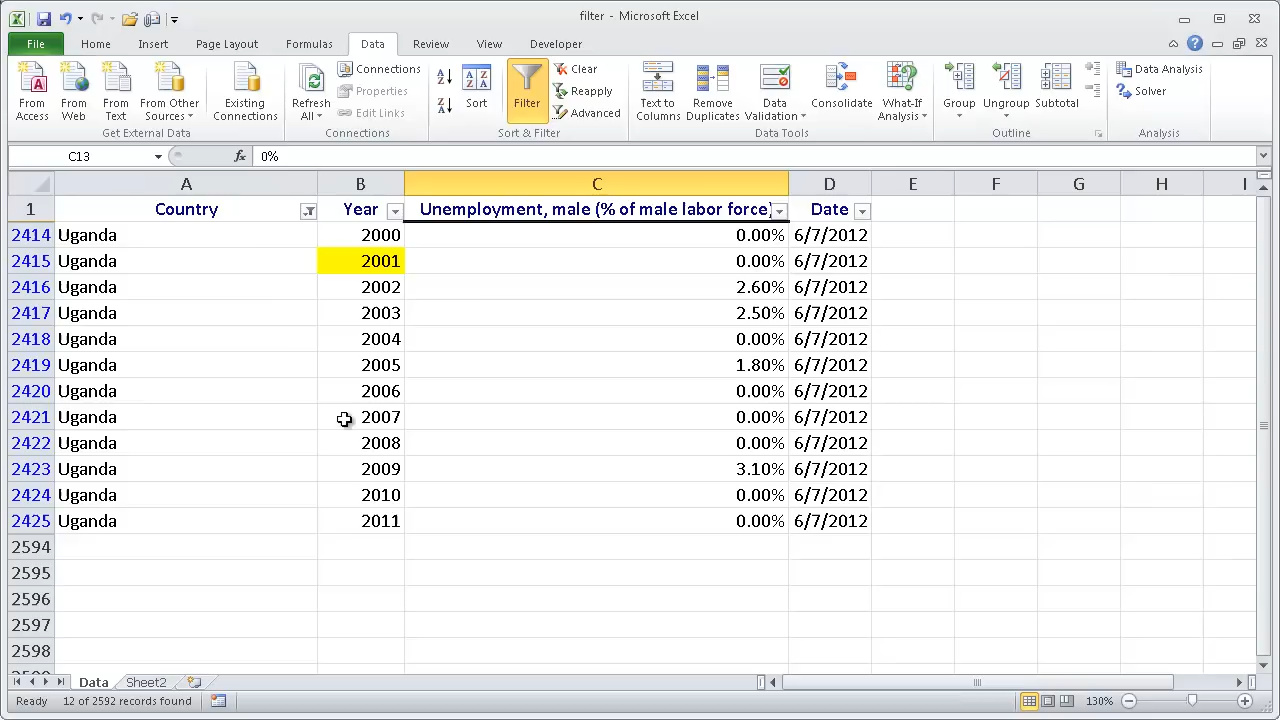 filter - Microsoft Excel
File Home Insert Page Layout Formulas Data Review View Developer
From Access From Web From Text From Other Sources Existing Connections Refresh All Connections Properties Edit Links Sort Filter Clear Reapply Advanced Text to Columns Remove Duplicates Data Validation Consolidate What-If Analysis Group Ungroup Subtotal Data Analysis Solver
Get External Data Connections Sort & Filter Data Tools Outline Analysis
C13 fx 0%
A B C D E F G H I
1 Country Year Unemployment, male (% of male labor force) Date
2414 Uganda 2000 0.00% 6/7/2012
2415 Uganda 2001 0.00% 6/7/2012
2416 Uganda 2002 2.60% 6/7/2012
2417 Uganda 2003 2.50% 6/7/2012
2418 Uganda 2004 0.00% 6/7/2012
2419 Uganda 2005 1.80% 6/7/2012
2420 Uganda 2006 0.00% 6/7/2012
2421 Uganda 2007 0.00% 6/7/2012
2422 Uganda 2008 0.00% 6/7/2012
2423 Uganda 2009 3.10% 6/7/2012
2424 Uganda 2010 0.00% 6/7/2012
2425 Uganda 2011 0.00% 6/7/2012
2594
2595
2596
2597
2598
Data Sheet2
Ready 12 of 2592 records found 130%